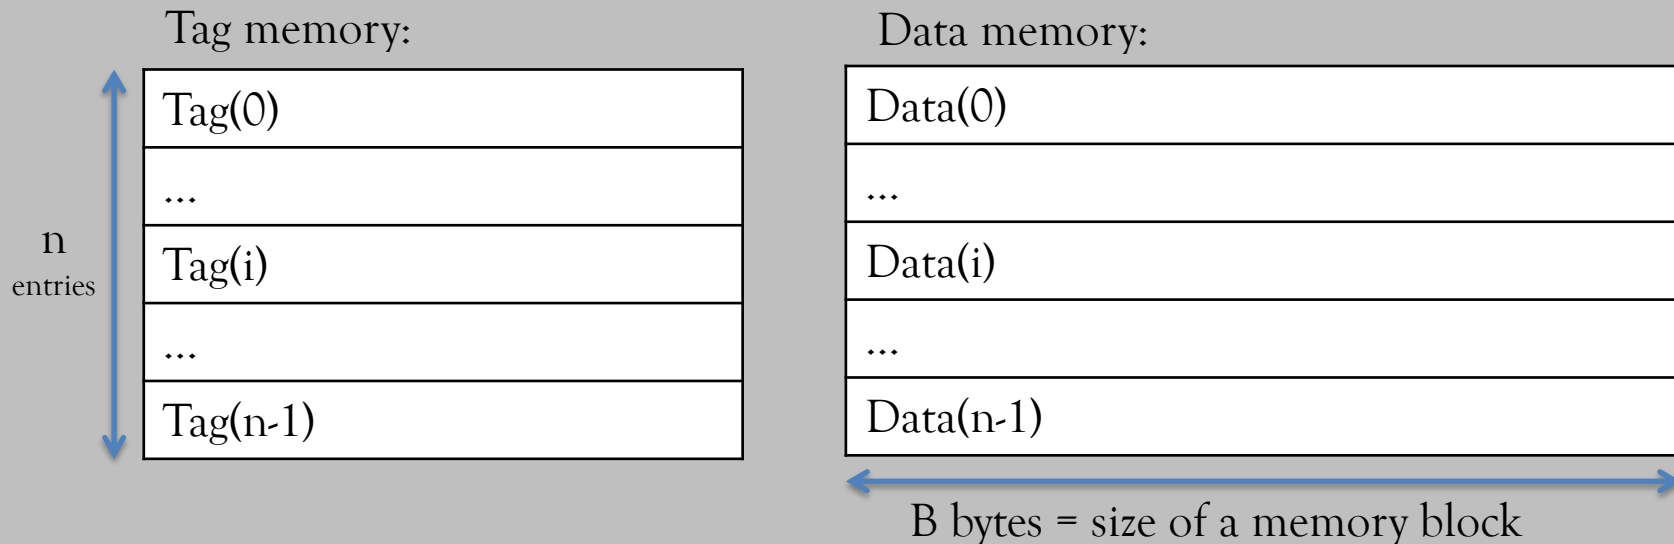 Tag memory:
Data memory:
Tag(0)
...
Tag(i)
...
Tag(n-1)
Data(0)
...
Data(i)
...
Data(n-1)
n
entries
B bytes = size of a memory block